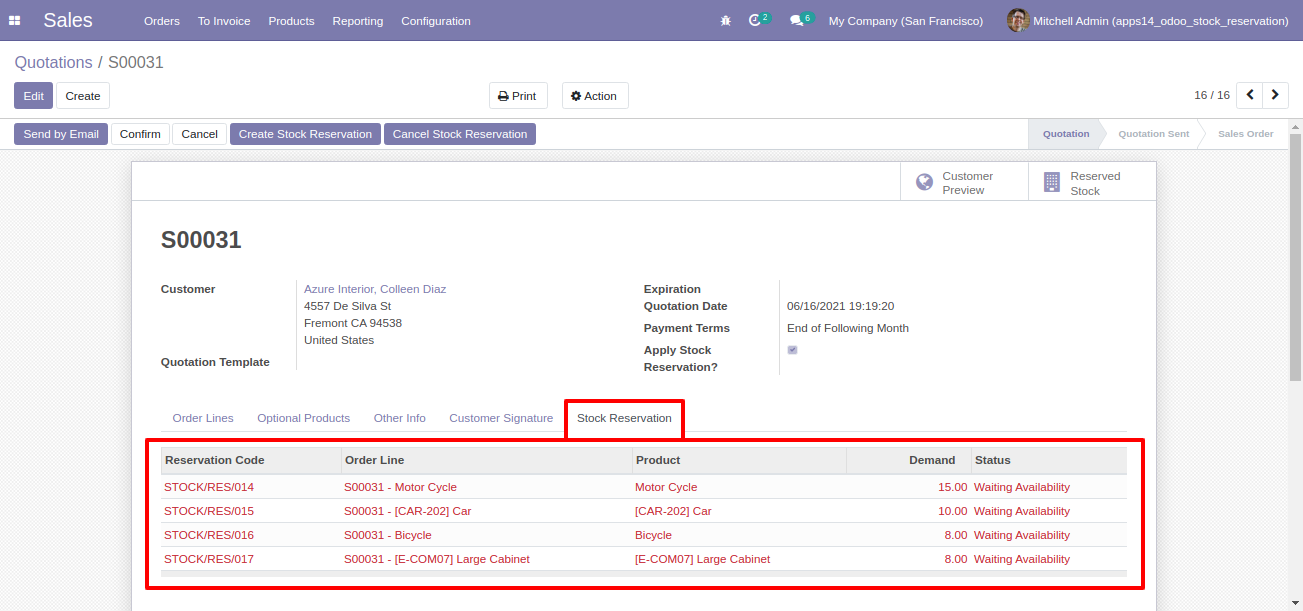 Sales Orders To Invoice Products Reporting Configuration 2 6 My Company (San Francisco) Mitchell Admin (apps14_odoo_stock_reservation)
Quotations / S00031
Edit Create Print Action 16 / 16
Send by Email Confirm Cancel Create Stock Reservation Cancel Stock Reservation Quotation Quotation Sent Sales Order
Customer Preview Reserved Stock
S00031
Customer Azure Interior, Colleen Diaz
4557 De Silva St
Fremont CA 94538
United States
Quotation Template
Expiration
Quotation Date 06/16/2021 19:19:20
Payment Terms End of Following Month
Apply Stock
Reservation?
Order Lines Optional Products Other Info Customer Signature Stock Reservation
Reservation Code Order Line Product Demand Status
STOCK/RES/014 S00031 - Motor Cycle Motor Cycle 15.00 Waiting Availability
STOCK/RES/015 S00031 - [CAR-202] Car [CAR-202] Car 10.00 Waiting Availability
STOCK/RES/016 S00031 - Bicycle Bicycle 8.00 Waiting Availability
STOCK/RES/017 S00031 - [E-COM07] Large Cabinet [E-COM07] Large Cabinet 8.00 Waiting Availability